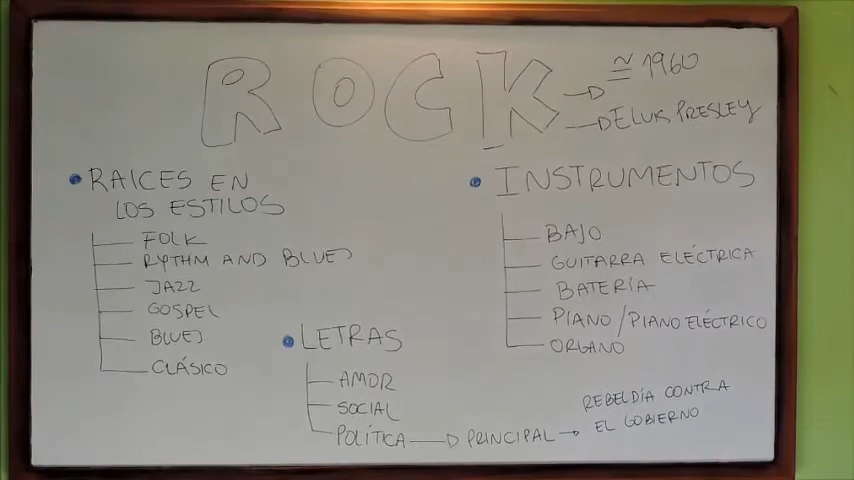 ROCK
≅ 1960
ELVIS PRESLEY
RAICES EN
LOS ESTILOS
FOLK
RYTHM AND BLUES
JAZZ
GOSPEL
BLUES
CLÁSICO
LETRAS
AMOR
SOCIAL
POLÍTICA → PRINCIPAL → REBELDÍA CONTRA
EL GOBIERNO
INSTRUMENTOS
BAJO
GUITARRA ELÉCTRICA
BATERÍA
PIANO/PIANO ELÉCTRICO
ORGANO